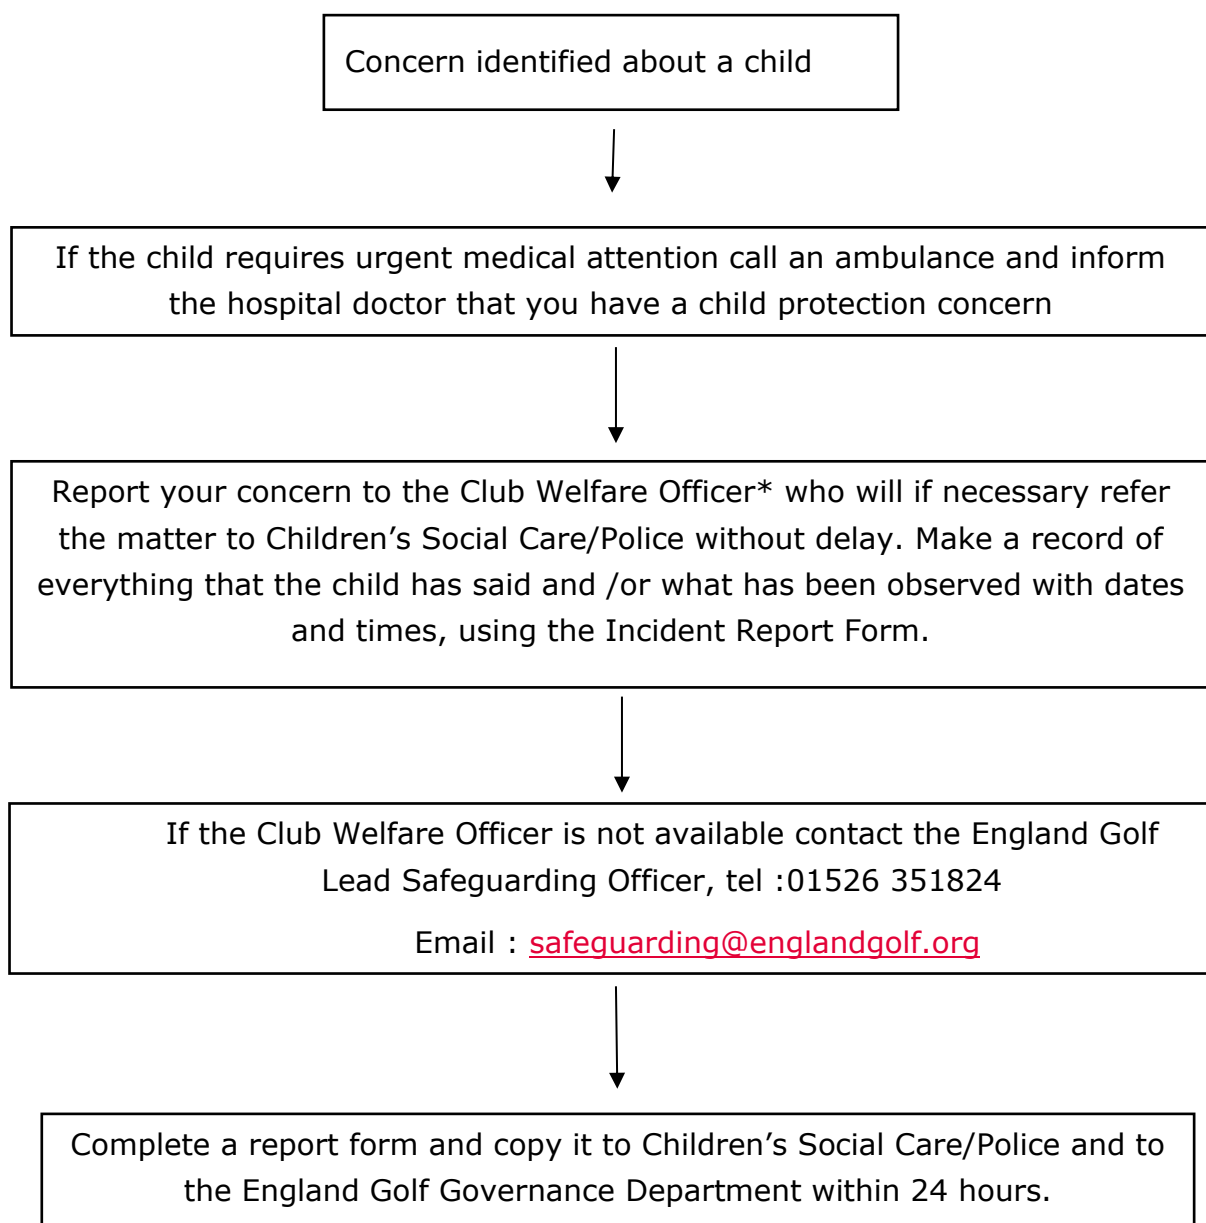 Concern identified about a child
If the child requires urgent medical attention call an ambulance and inform
the hospital doctor that you have a child protection concern
Report your concern to the Club Welfare Officer* who will if necessary refer
the matter to Children’s Social Care/Police without delay. Make a record of
everything that the child has said and /or what has been observed with dates
and times, using the Incident Report Form.
If the Club Welfare Officer is not available contact the England Golf
Lead Safeguarding Officer, tel :01526 351824
Email : safeguarding@englandgolf.org
Complete a report form and copy it to Children’s Social Care/Police and to
the England Golf Governance Department within 24 hours.